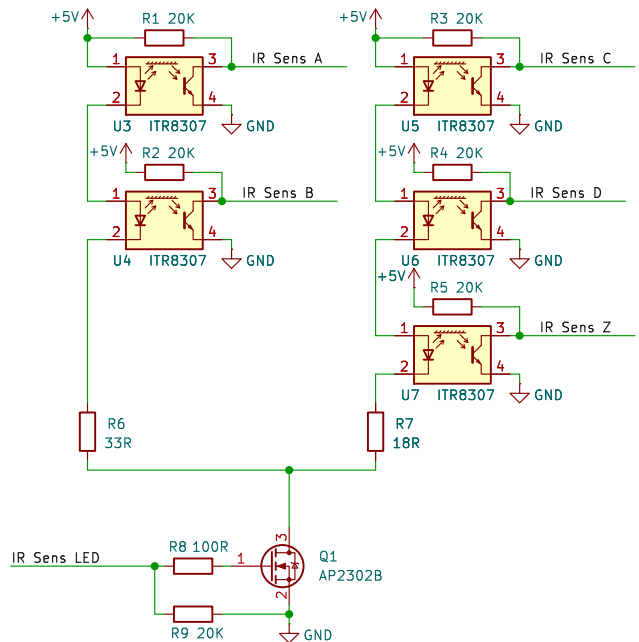 +5V R1 20K +5V R3 20K
1 3 IR Sens A 1 3 IR Sens C
2 4 2 4
U3 ITR8307 GND U5 ITR8307 GND
+5V R2 20K +5V R4 20K
1 3 IR Sens B 1 3 IR Sens D
2 4 2 4
U4 ITR8307 GND U6 ITR8307 GND
+5V R5 20K
1 3 IR Sens Z
2 4
U7 ITR8307 GND
R6 R7
33R 18R
3
IR Sens LED R8 100R 1 Q1
AP2302B
2
R9 20K GND